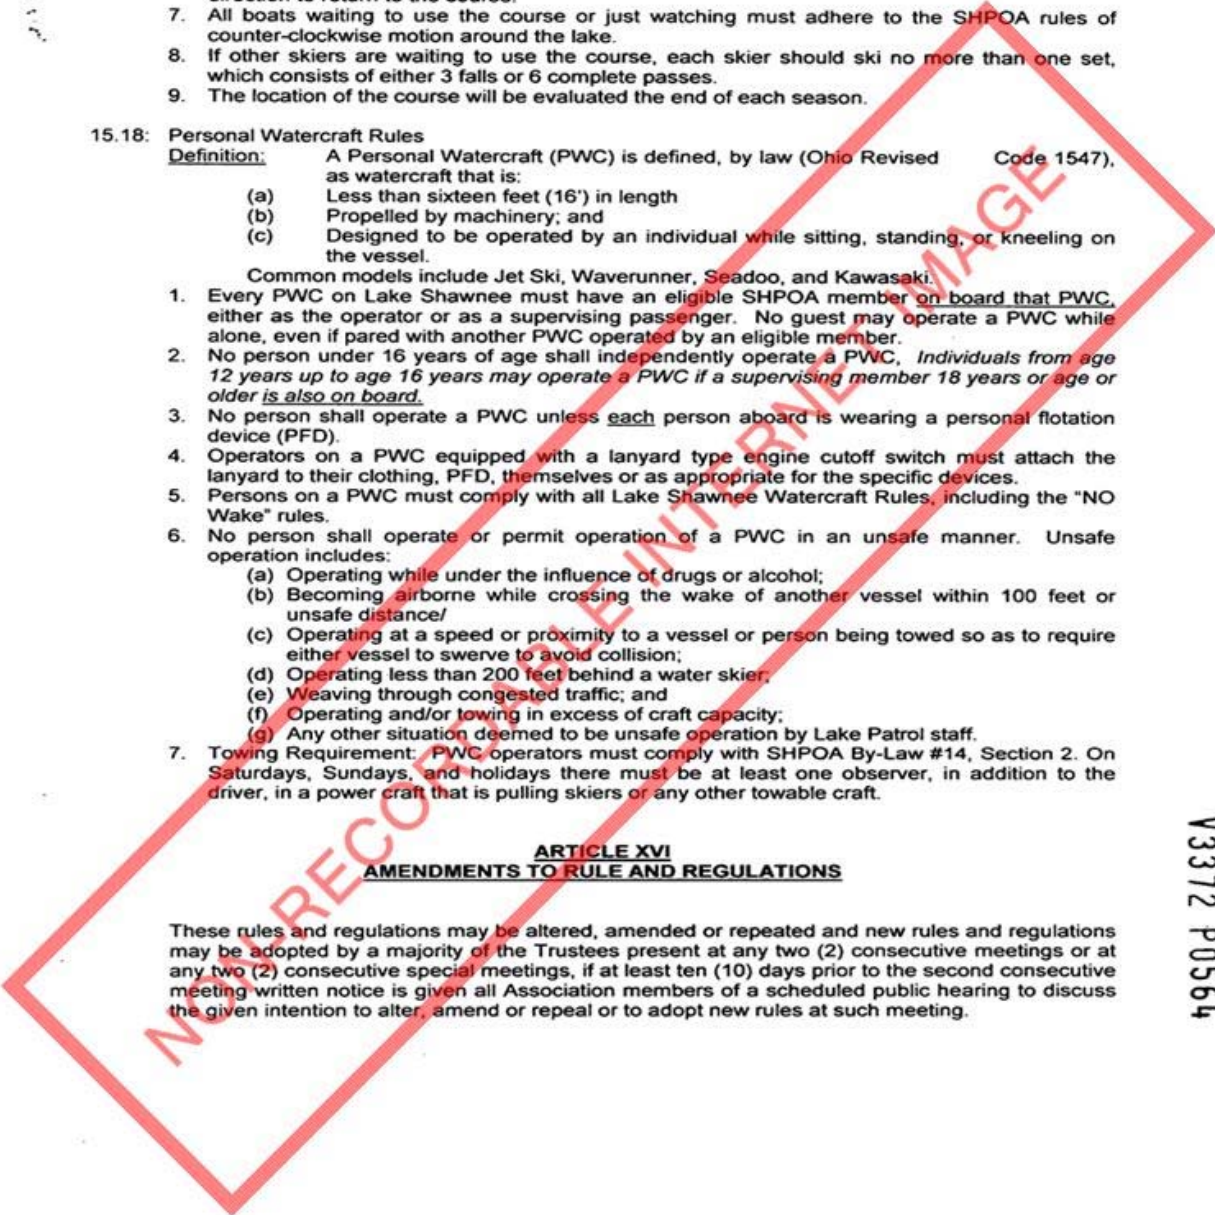 direction to return to the course.
7. All boats waiting to use the course or just watching must adhere to the SHPOA rules of
counter-clockwise motion around the lake.
8. If other skiers are waiting to use the course, each skier should ski no more than one set,
which consists of either 3 falls or 6 complete passes.
9. The location of the course will be evaluated the end of each season.
15.18: Personal Watercraft Rules
Definition: A Personal Watercraft (PWC) is defined, by law (Ohio Revised Code 1547),
as watercraft that is:
(a) Less than sixteen feet (16') in length
(b) Propelled by machinery; and
(c) Designed to be operated by an individual while sitting, standing, or kneeling on
the vessel.
Common models include Jet Ski, Waverunner, Seadoo, and Kawasaki.
1. Every PWC on Lake Shawnee must have an eligible SHPOA member on board that PWC,
either as the operator or as a supervising passenger. No guest may operate a PWC while
alone, even if pared with another PWC operated by an eligible member.
2. No person under 16 years of age shall independently operate a PWC, Individuals from age
12 years up to age 16 years may operate a PWC if a supervising member 18 years or age or
older is also on board.
3. No person shall operate a PWC unless each person aboard is wearing a personal flotation
device (PFD).
4. Operators on a PWC equipped with a lanyard type engine cutoff switch must attach the
lanyard to their clothing, PFD, themselves or as appropriate for the specific devices.
5. Persons on a PWC must comply with all Lake Shawnee Watercraft Rules, including the "NO
Wake" rules.
6. No person shall operate or permit operation of a PWC in an unsafe manner. Unsafe
operation includes:
(a) Operating while under the influence of drugs or alcohol;
(b) Becoming airborne while crossing the wake of another vessel within 100 feet or
unsafe distance/
(c) Operating at a speed or proximity to a vessel or person being towed so as to require
either vessel to swerve to avoid collision;
(d) Operating less than 200 feet behind a water skier;
(e) Weaving through congested traffic; and
(f) Operating and/or towing in excess of craft capacity;
(g) Any other situation deemed to be unsafe operation by Lake Patrol staff.
7. Towing Requirement: PWC operators must comply with SHPOA By-Law #14, Section 2. On
Saturdays, Sundays, and holidays there must be at least one observer, in addition to the
driver, in a power craft that is pulling skiers or any other towable craft.
ARTICLE XVI
AMENDMENTS TO RULE AND REGULATIONS
These rules and regulations may be altered, amended or repeated and new rules and regulations
may be adopted by a majority of the Trustees present at any two (2) consecutive meetings or at
any two (2) consecutive special meetings, if at least ten (10) days prior to the second consecutive
meeting written notice is given all Association members of a scheduled public hearing to discuss
the given intention to alter, amend or repeal or to adopt new rules at such meeting.
V3372 P0564
NON-RECORDABLE INTERNET IMAGE